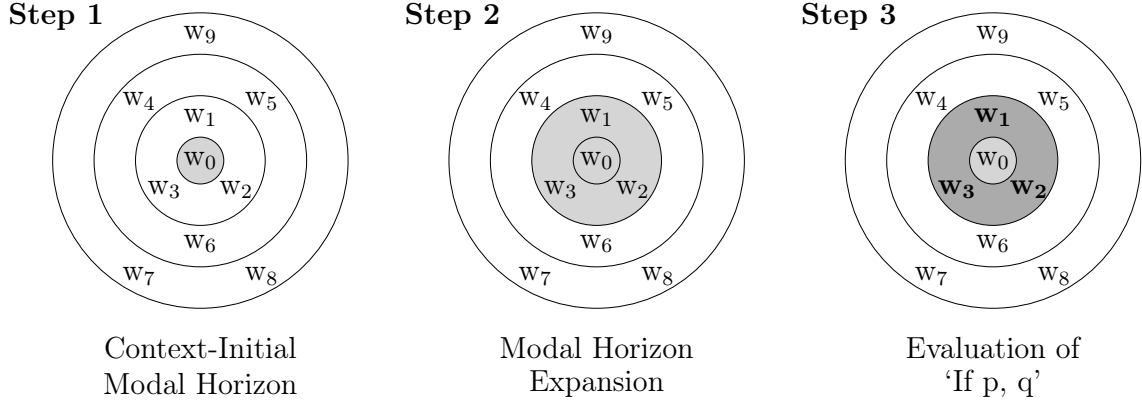 Step 1
w₉
w₄ w₅
w₁
w₀
w₃ w₂
w₆
w₇ w₈
Context-Initial
Modal Horizon
Step 2
w₉
w₄ w₅
w₁
w₀
w₃ w₂
w₆
w₇ w₈
Modal Horizon
Expansion
Step 3
w₉
w₄ w₅
w₁
w₀
w₃ w₂
w₆
w₇ w₈
Evaluation of
‘If p, q’